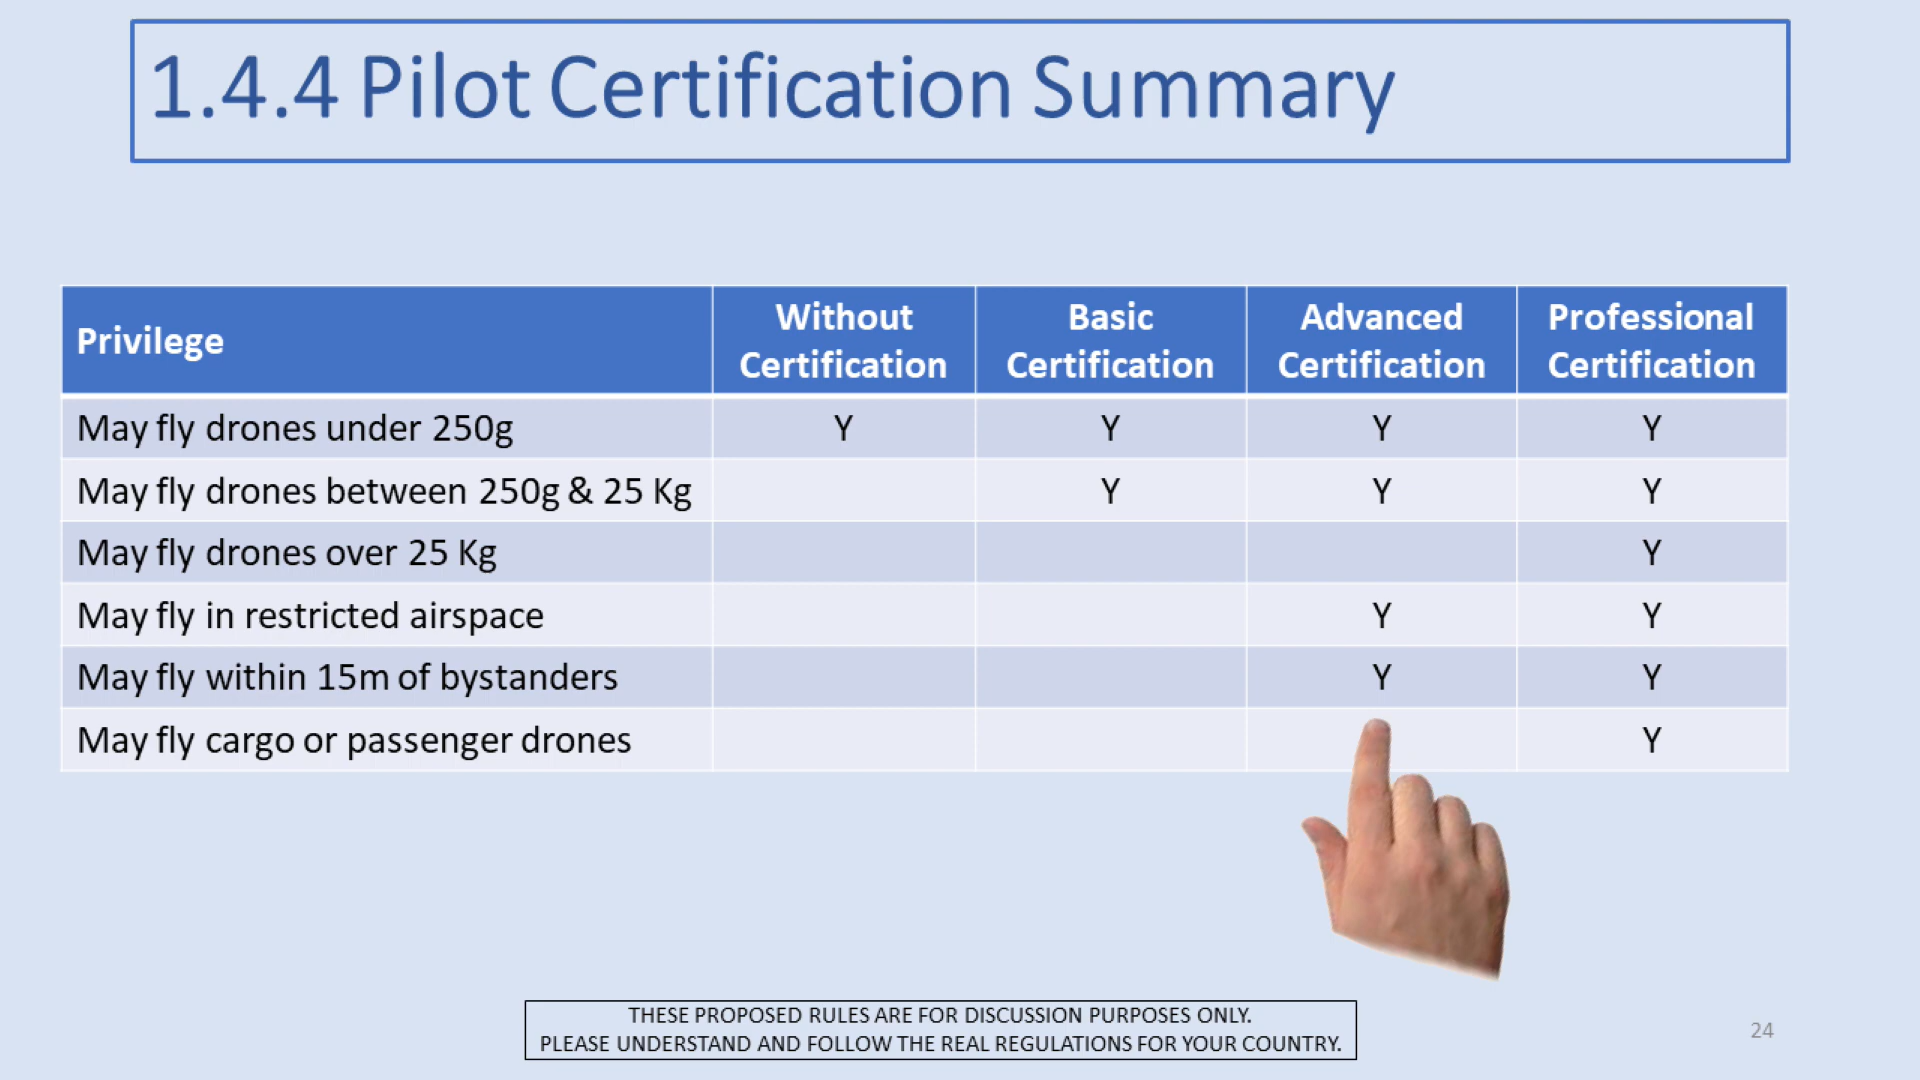 1.4.4 Pilot Certification Summary
Privilege
Without Certification
Basic Certification
Advanced Certification
Professional Certification
May fly drones under 250g Y Y Y Y
May fly drones between 250g & 25 Kg Y Y Y
May fly drones over 25 Kg Y
May fly in restricted airspace Y Y
May fly within 15m of bystanders Y Y
May fly cargo or passenger drones Y
THESE PROPOSED RULES ARE FOR DISCUSSION PURPOSES ONLY.
PLEASE UNDERSTAND AND FOLLOW THE REAL REGULATIONS FOR YOUR COUNTRY.
24